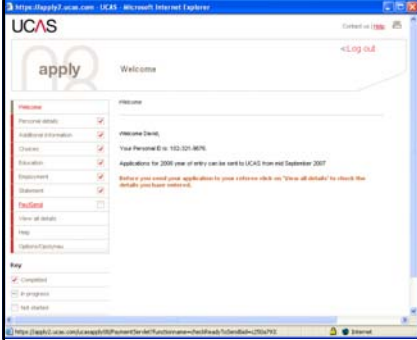 https://apply2.ucas.com - UCAS - Microsoft Internet Explorer
UCAS
Contact us | Help
<Log out
08
apply
Welcome
Welcome
Welcome
Personal details
Additional information
Choices
Education
Employment
Statement
Pay/Send
View all details
Help
Options/Opsiynau
Welcome David,
Your Personal ID is: 102-321-8676
Applications for 2008 year of entry can be sent to UCAS from mid September 2007
Before you send your application to your referee click on 'View all details' to check the
details you have entered.
Key
Completed
In progress
Not started
Internet